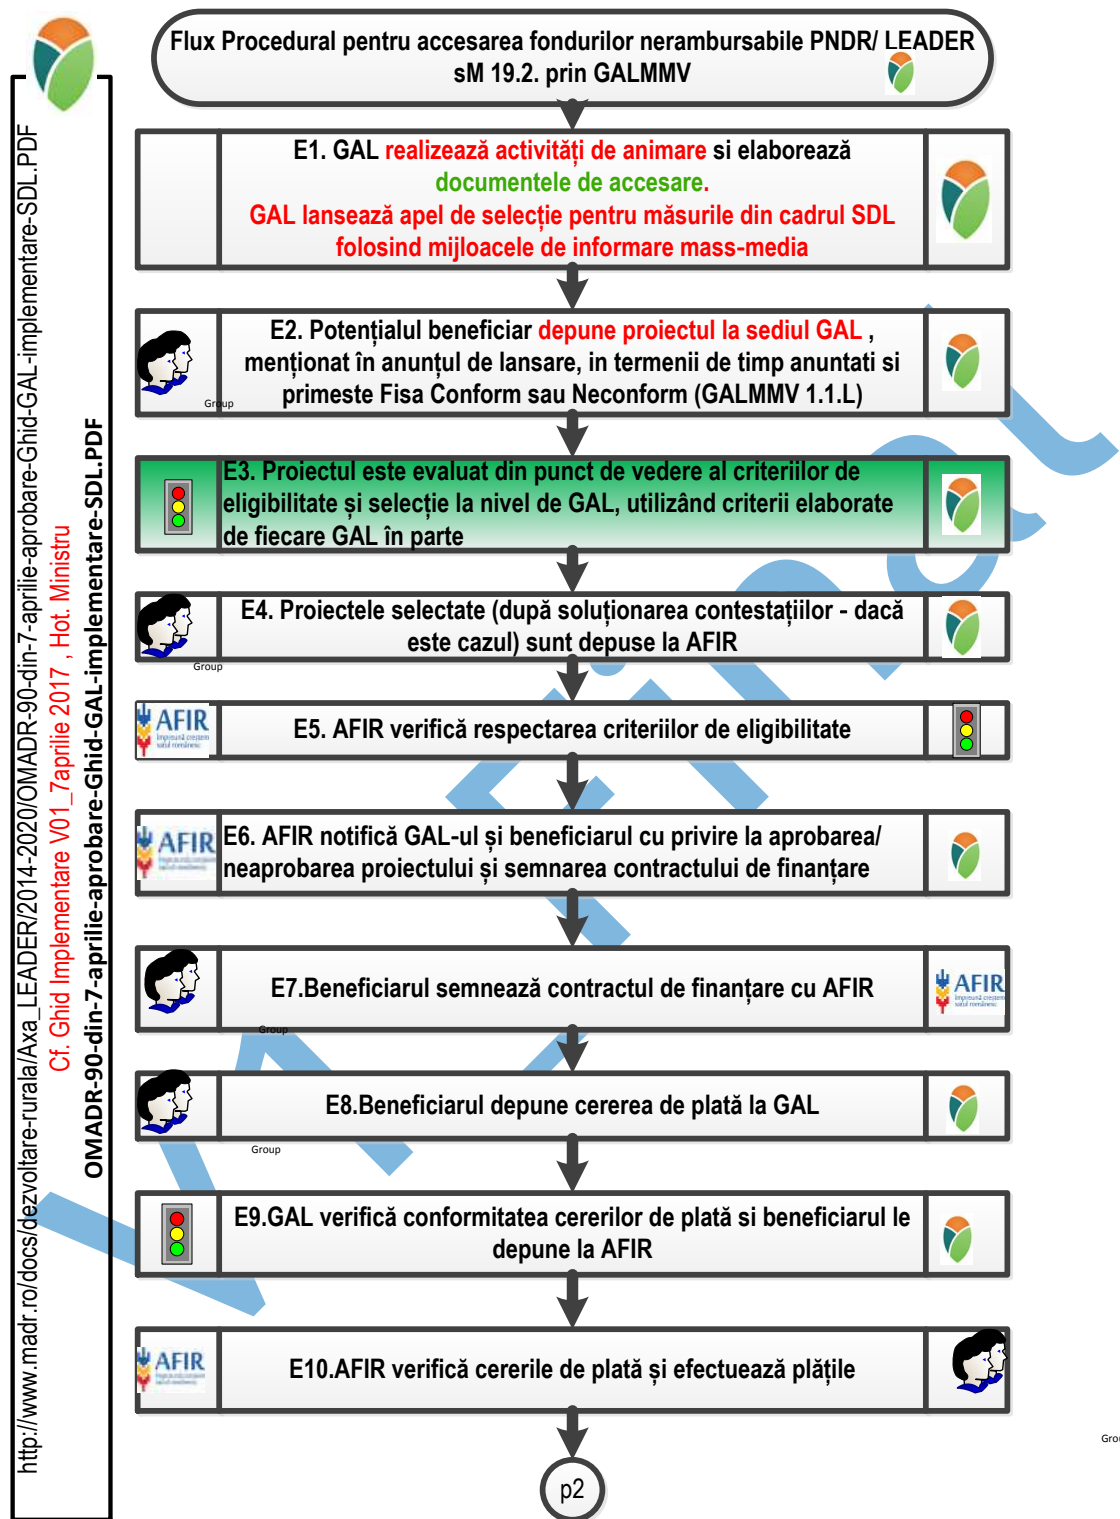 Flux Procedural pentru accesarea fondurilor nerambursabile PNDR/ LEADER
sM 19.2. prin GALMMV
E1. GAL realizează activități de animare si elaborează
documentele de accesare.
GAL lansează apel de selecție pentru măsurile din cadrul SDL
folosind mijloacele de informare mass-media
E2. Potențialul beneficiar depune proiectul la sediul GAL ,
menționat în anunțul de lansare, in termenii de timp anuntati si
primeste Fisa Conform sau Neconform (GALMMV 1.1.L)
Group
E3. Proiectul este evaluat din punct de vedere al criteriilor de
eligibilitate și selecție la nivel de GAL, utilizând criterii elaborate
de fiecare GAL în parte
E4. Proiectele selectate (după soluționarea contestațiilor - dacă
este cazul) sunt depuse la AFIR
Group
AFIR
împreună creștem
satul românesc
E5. AFIR verifică respectarea criteriilor de eligibilitate
AFIR
E6. AFIR notifică GAL-ul și beneficiarul cu privire la aprobarea/
neaprobarea proiectului și semnarea contractului de finanțare
E7.Beneficiarul semnează contractul de finanțare cu AFIR
AFIR
împreună creștem
satul românesc
Group
E8.Beneficiarul depune cererea de plată la GAL
Group
E9.GAL verifică conformitatea cererilor de plată si beneficiarul le
depune la AFIR
AFIR
E10.AFIR verifică cererile de plată și efectuează plățile
p2
Grou
http://www.madr.ro/docs/dezvoltare-rurala/Axa_LEADER/2014-2020/OMADR-90-din-7-aprilie-aprobare-Ghid-GAL-implementare-SDL.PDF
Cf. Ghid Implementare V01_7aprilie 2017 , Hot. Ministru
OMADR-90-din-7-aprilie-aprobare-Ghid-GAL-implementare-SDL.PDF